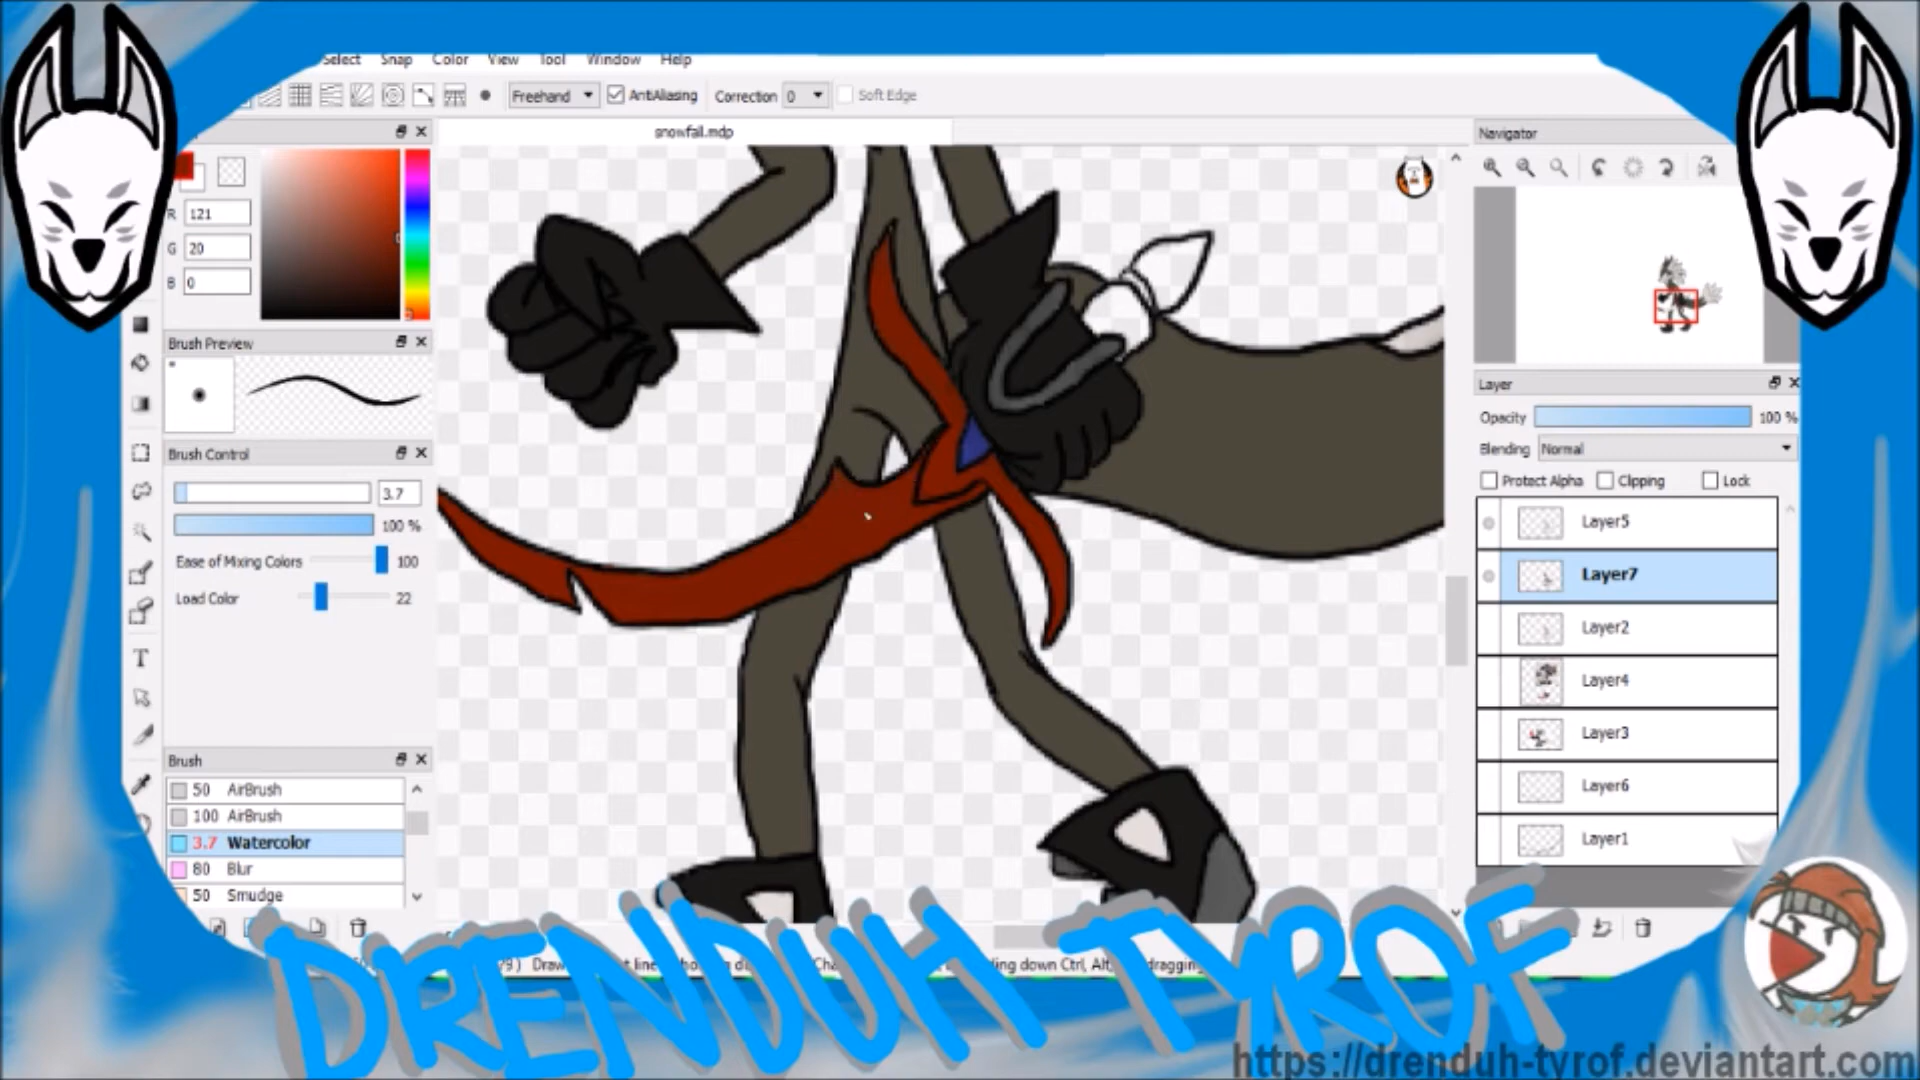 Select Snap Color View Tool Window Help
Freehand AntiAliasing Correction 0 Soft Edge
snowfall.mdp
Navigator
R 121
G 20
B 0
Brush Preview
Layer
Opacity 100 %
Blending Normal
Brush Control
Protect Alpha Clipping Lock
3.7
100 %
Layer5
Ease of Mixing Colors 100
Layer7
Load Color 22
Layer2
T
Layer4
Layer3
Brush
50 AirBrush
Layer6
100 AirBrush
3.7 Watercolor
Layer1
80 Blur
50 Smudge
DRENDUH TYROF
down Ctrl, Alt,
https://drenduh-tyrof.deviantart.com